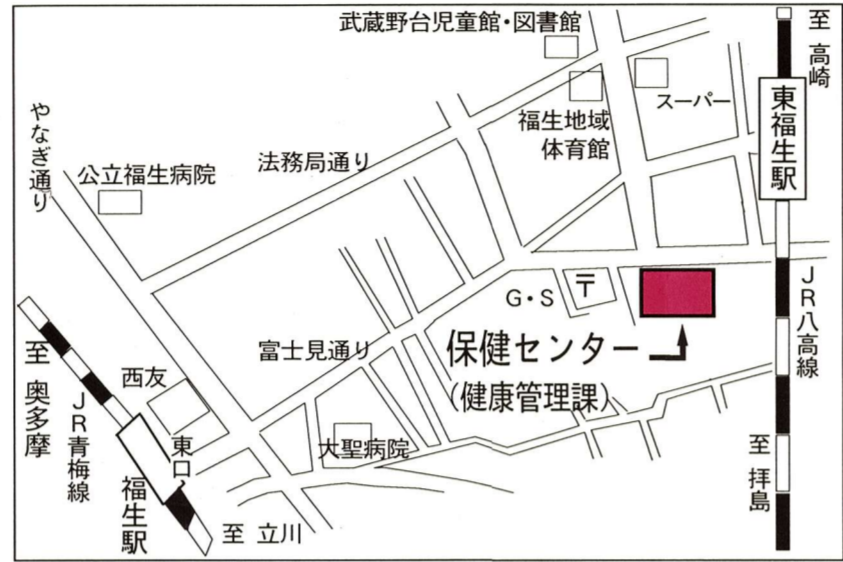 武蔵野台児童館・図書館
至 高崎
やなぎ通り
公立福生病院
法務局通り
福生地域
体育館
スーパー
東福生駅
G・S
〒
JR八高線
保健センター
(健康管理課)
富士見通り
西友
至 奥多摩
JR青梅線
東口
大聖病院
福生駅
至 立川
至 拝島